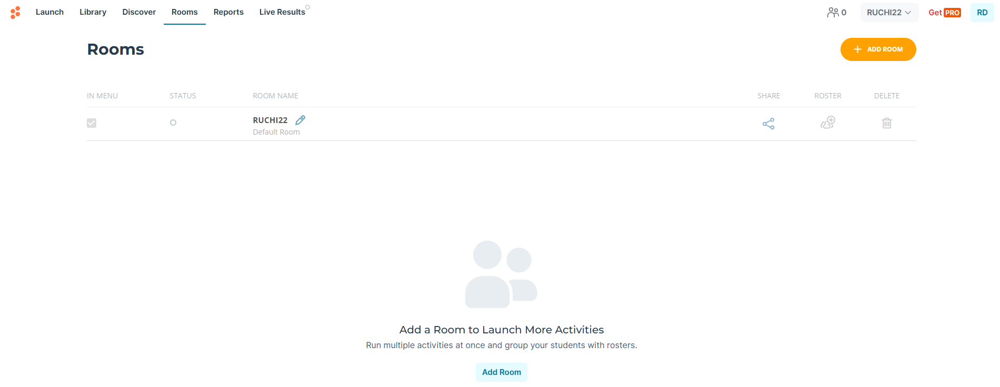 Launch Library Discover Rooms Reports Live Results 0 RUCHI22 Get PRO RD
Rooms
ADD ROOM
IN MENU STATUS ROOM NAME SHARE ROSTER DELETE
RUCHI22
Default Room
Add a Room to Launch More Activities
Run multiple activities at once and group your students with rosters.
Add Room